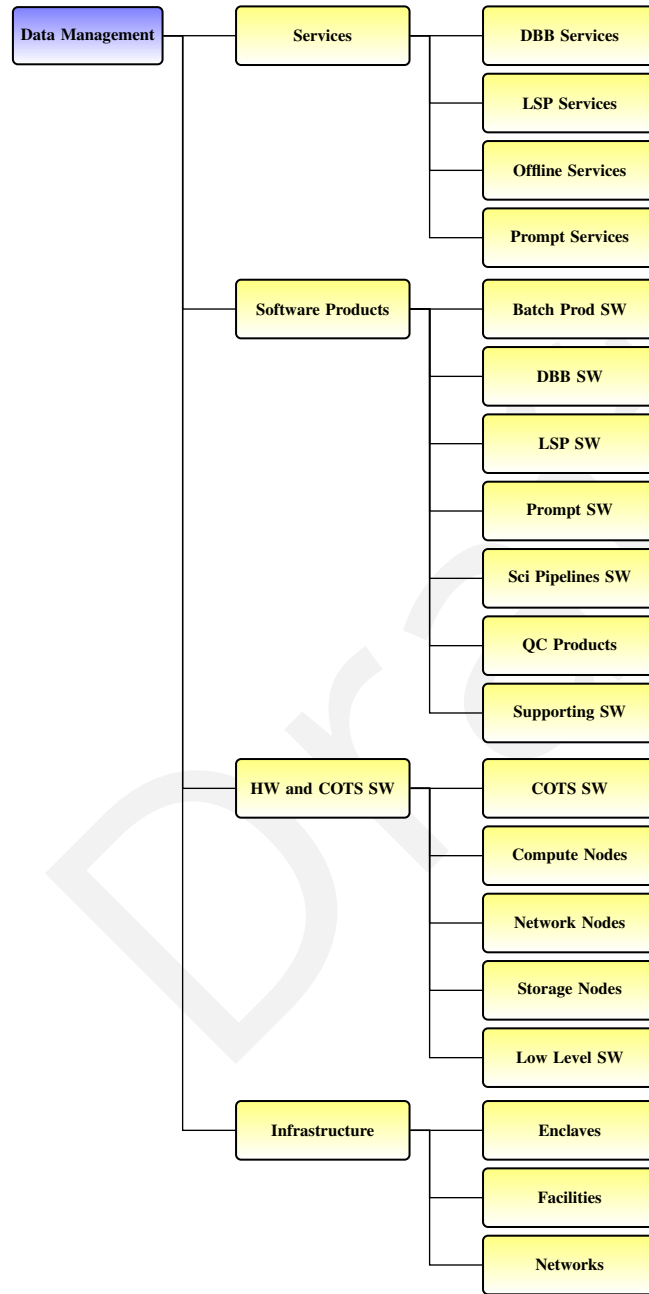 Data Management
Services
DBB Services
LSP Services
Offline Services
Prompt Services
Software Products
Batch Prod SW
DBB SW
LSP SW
Prompt SW
Sci Pipelines SW
QC Products
Supporting SW
HW and COTS SW
COTS SW
Compute Nodes
Network Nodes
Storage Nodes
Low Level SW
Infrastructure
Enclaves
Facilities
Networks